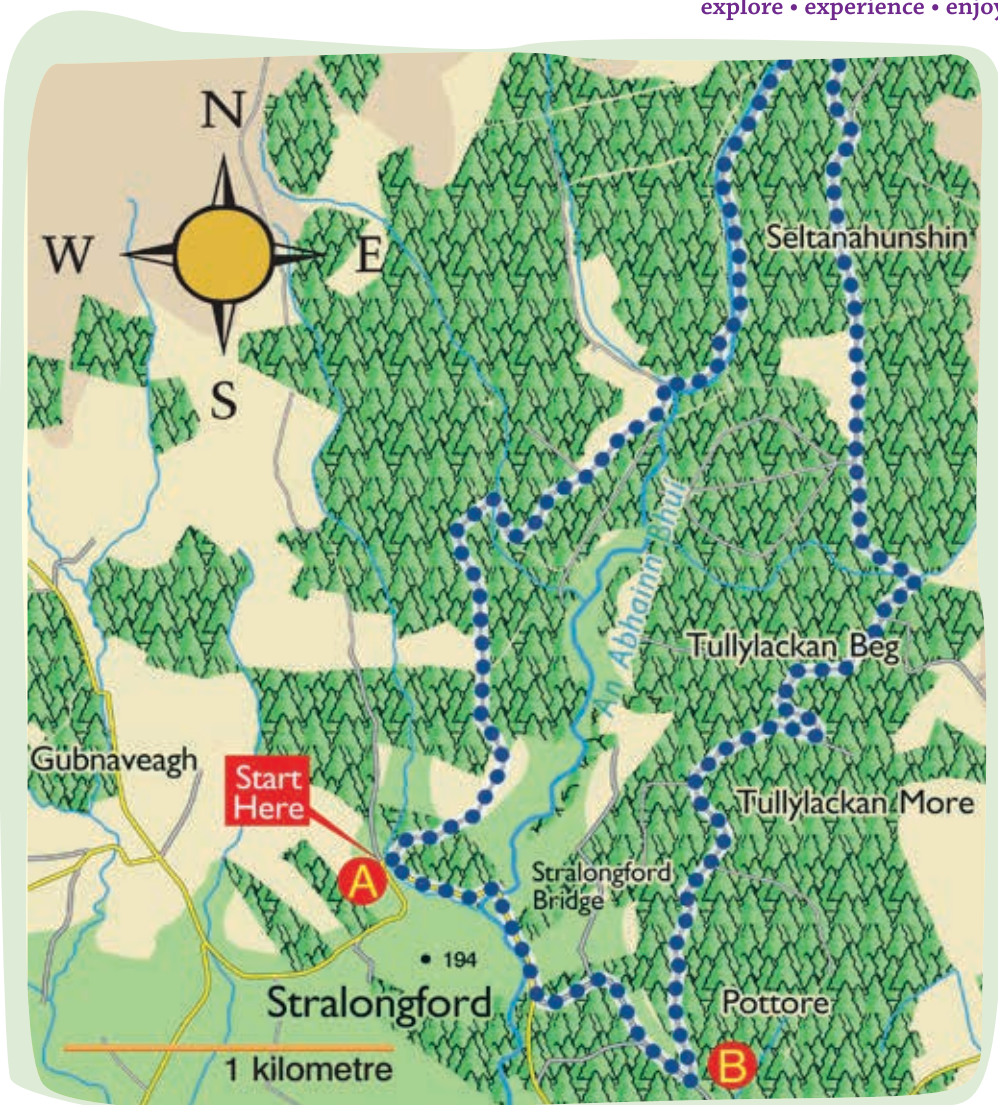 explore • experience • enjoy
N
W
E
S
Seltanahunshin
An Abhainn Bhuí
Tullylackan Beg
Gubnaveagh
Start
Here
Tullylackan More
A
Stralongford
Bridge
194
Stralongford
Pottore
1 kilometre
B